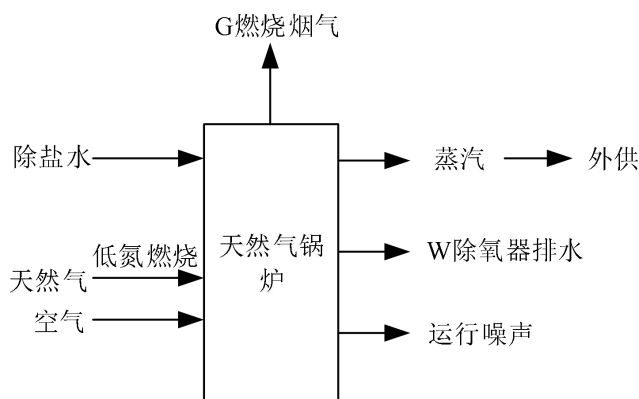 G燃烧烟气
除盐水
蒸汽
外供
低氮燃烧
天然气锅
炉
W除氧器排水
天然气
空气
运行噪声